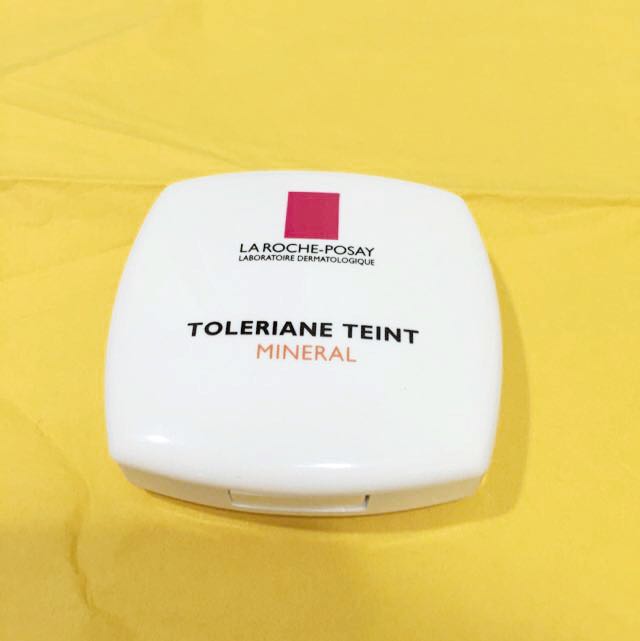 LA ROCHE-POSAY
LABORATOIRE DERMATOLOGIQUE
TOLERIANE TEINT
MINERAL